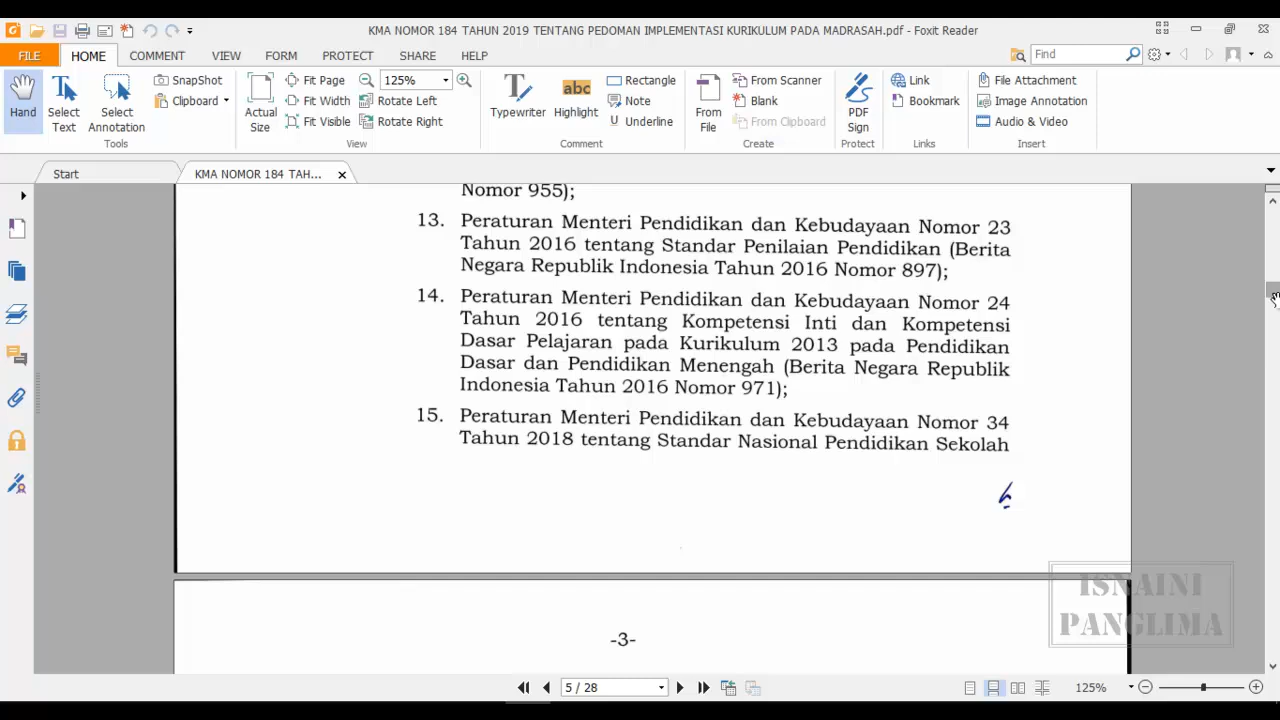 KMA NOMOR 184 TAHUN 2019 TENTANG PEDOMAN IMPLEMENTASI KURIKULUM PADA MADRASAH.pdf - Foxit Reader
FILE HOME COMMENT VIEW FORM PROTECT SHARE HELP
Find
Hand
Select Text
Select Annotation
SnapShot
Clipboard
Tools
Actual Size
Fit Page
Fit Width
Fit Visible
125%
Rotate Left
Rotate Right
View
Typewriter
abc
Highlight
Rectangle
Note
Underline
Comment
From File
From Scanner
Blank
From Clipboard
Create
PDF Sign
Protect
Link
Bookmark
Links
File Attachment
Image Annotation
Audio & Video
Insert
Start
KMA NOMOR 184 TAH...
Nomor 955);
13. Peraturan Menteri Pendidikan dan Kebudayaan Nomor 23
Tahun 2016 tentang Standar Penilaian Pendidikan (Berita
Negara Republik Indonesia Tahun 2016 Nomor 897);
14. Peraturan Menteri Pendidikan dan Kebudayaan Nomor 24
Tahun 2016 tentang Kompetensi Inti dan Kompetensi
Dasar Pelajaran pada Kurikulum 2013 pada Pendidikan
Dasar dan Pendidikan Menengah (Berita Negara Republik
Indonesia Tahun 2016 Nomor 971);
15. Peraturan Menteri Pendidikan dan Kebudayaan Nomor 34
Tahun 2018 tentang Standar Nasional Pendidikan Sekolah
ISNAINI
PANGLIMA
-3-
5 / 28
125%